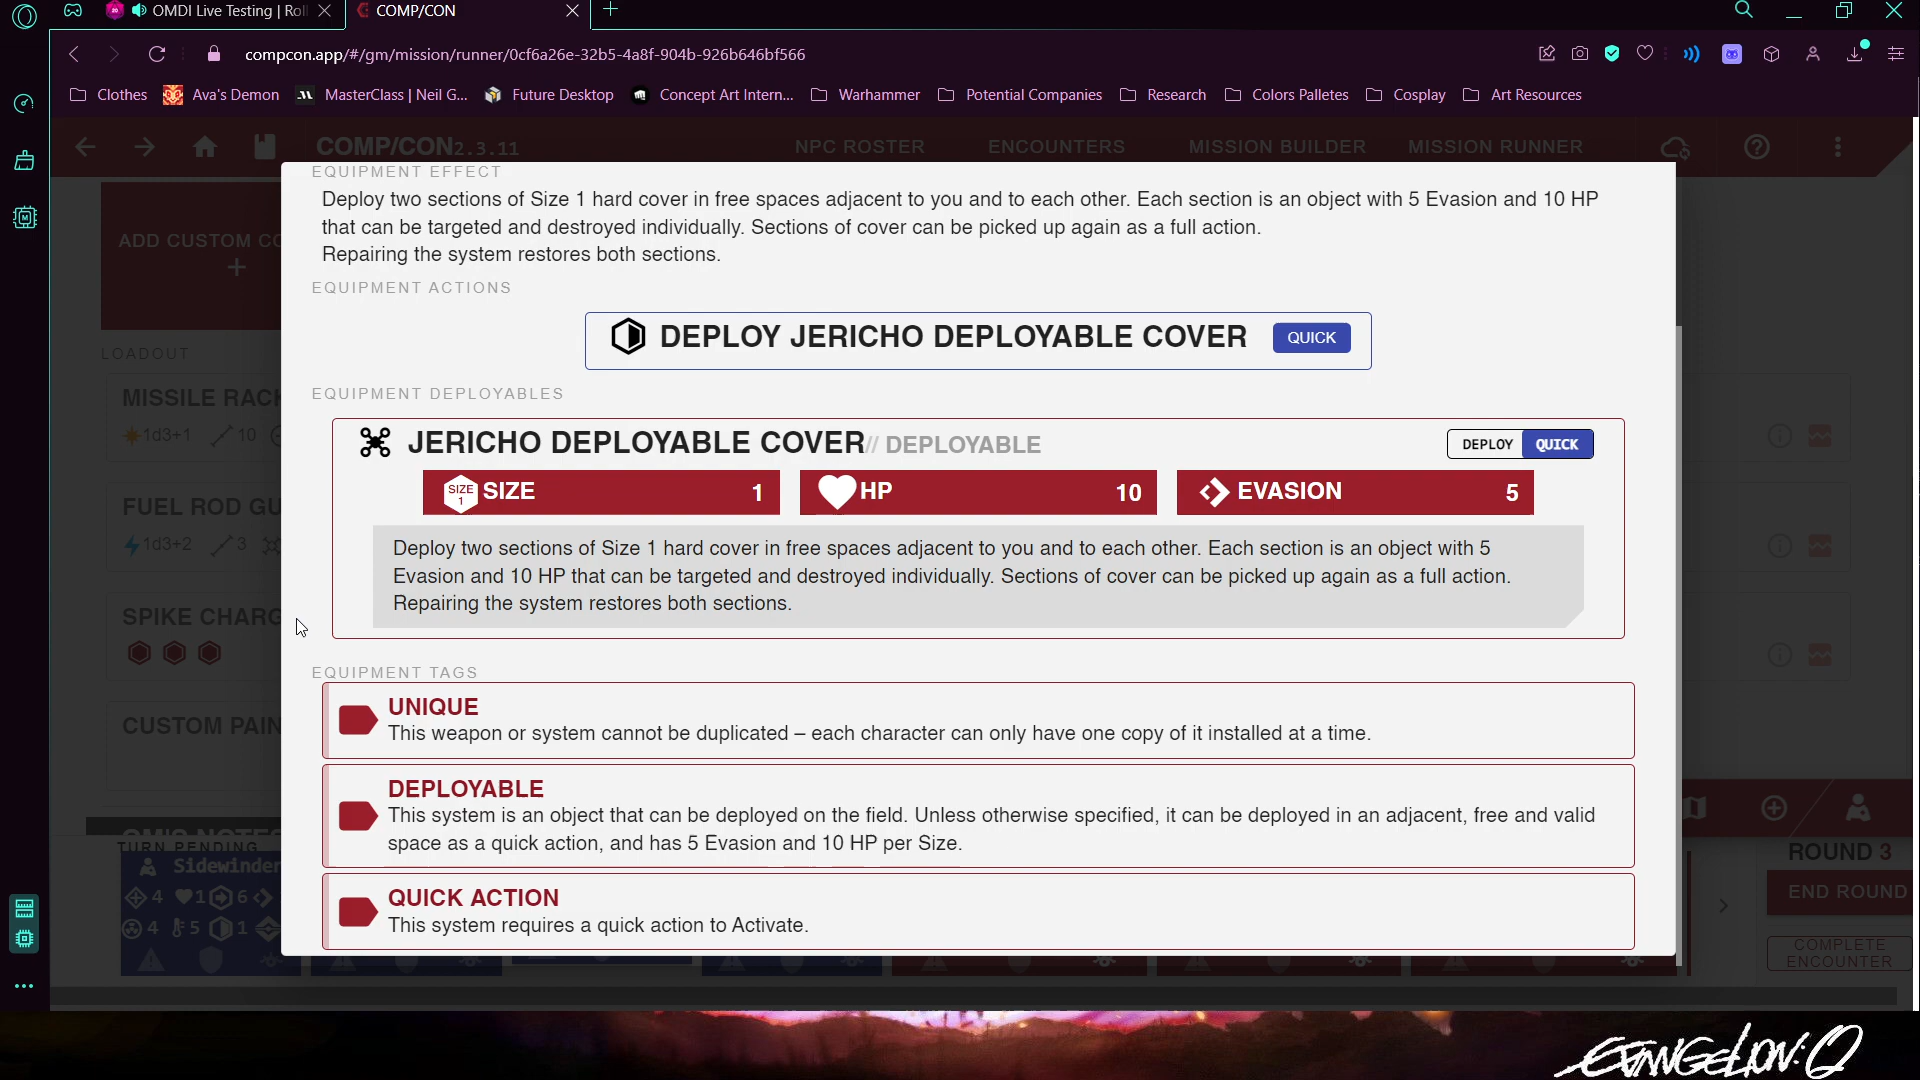 OMDI Live Testing | Rol
COMP/CON
compcon.app/#/gm/mission/runner/0cf6a26e-32b5-4a8f-904b-926b646bf566
Clothes
Ava's Demon
MasterClass | Neil G...
Future Desktop
Concept Art Intern...
Warhammer
Potential Companies
Research
Colors Palletes
Cosplay
Art Resources
COMP/CON2.3.11
NPC ROSTER
ENCOUNTERS
MISSION BUILDER
MISSION RUNNER
EQUIPMENT EFFECT
Deploy two sections of Size 1 hard cover in free spaces adjacent to you and to each other. Each section is an object with 5 Evasion and 10 HP
that can be targeted and destroyed individually. Sections of cover can be picked up again as a full action.
Repairing the system restores both sections.
EQUIPMENT ACTIONS
DEPLOY JERICHO DEPLOYABLE COVER QUICK
EQUIPMENT DEPLOYABLES
JERICHO DEPLOYABLE COVER// DEPLOYABLE
DEPLOY QUICK
SIZE 1 SIZE 1
HP 10
EVASION 5
Deploy two sections of Size 1 hard cover in free spaces adjacent to you and to each other. Each section is an object with 5
Evasion and 10 HP that can be targeted and destroyed individually. Sections of cover can be picked up again as a full action.
Repairing the system restores both sections.
EQUIPMENT TAGS
UNIQUE
This weapon or system cannot be duplicated – each character can only have one copy of it installed at a time.
DEPLOYABLE
This system is an object that can be deployed on the field. Unless otherwise specified, it can be deployed in an adjacent, free and valid
space as a quick action, and has 5 Evasion and 10 HP per Size.
QUICK ACTION
This system requires a quick action to Activate.
ADD CUSTOM CO
LOADOUT
MISSILE RACK
1d3+1 10
FUEL ROD GU
1d3+2 3
SPIKE CHARG
CUSTOM PAIN
GM'S NOTES
TURN PENDING
Sidewinder
4 1 6
4 5 1
ROUND 3
END ROUND
COMPLETE
ENCOUNTER
EVANGELION:Q